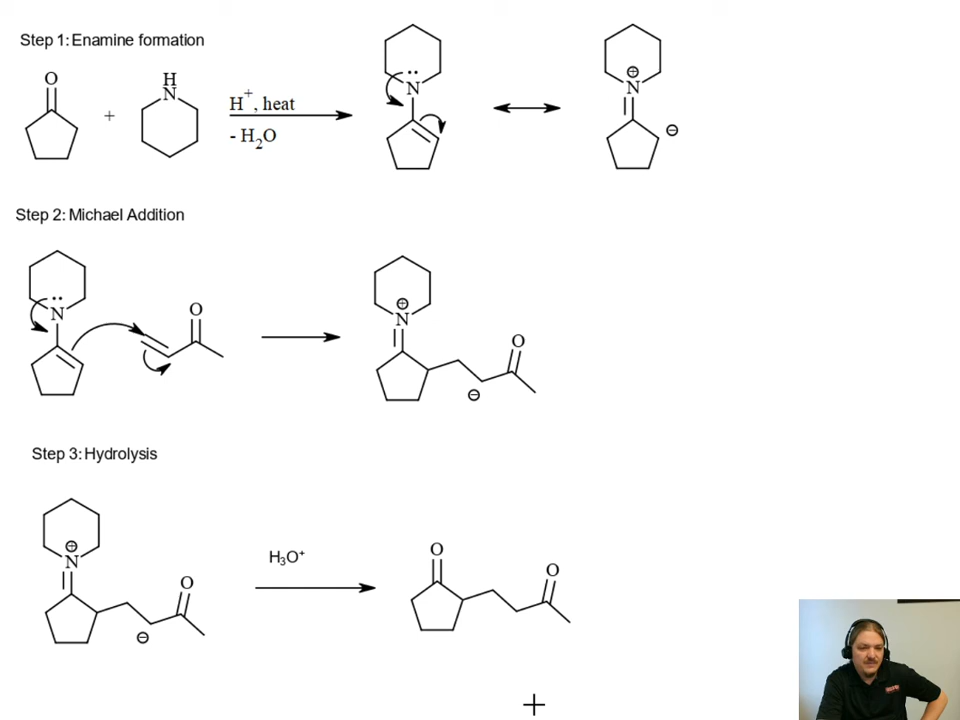 Step 1: Enamine formation
O
H
N
+
H+, heat
- H2O
N
⊕
N
⊖
Step 2: Michael Addition
N
O
⊕
N
O
⊖
Step 3: Hydrolysis
⊕
N
O
⊖
H3O+
O
O
+